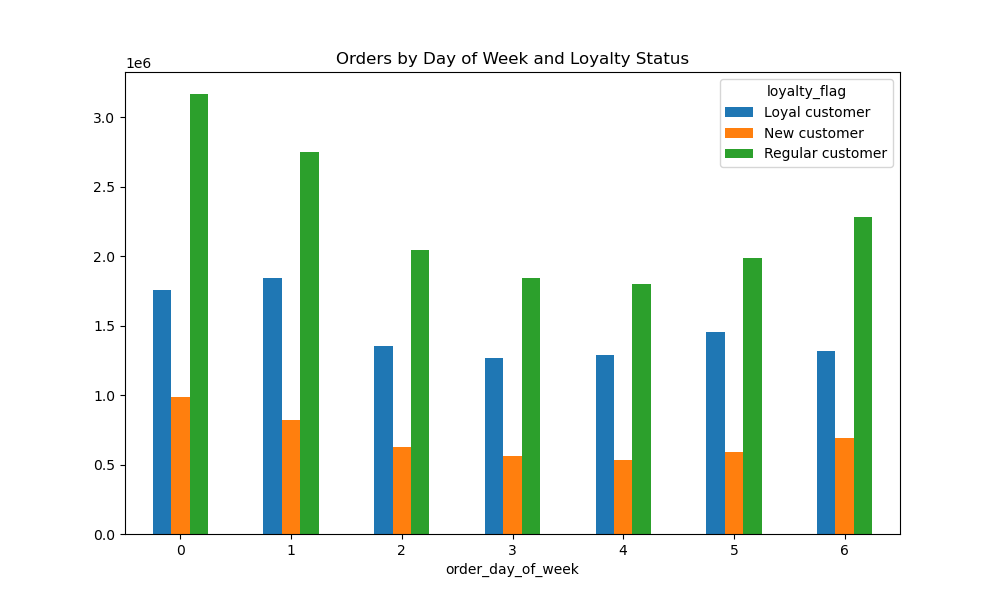 Orders by Day of Week and Loyalty Status
1e6
loyalty_flag
Loyal customer
New customer
Regular customer
3.0
2.5
2.0
1.5
1.0
0.5
0.0
0 1 2 3 4 5 6
order_day_of_week